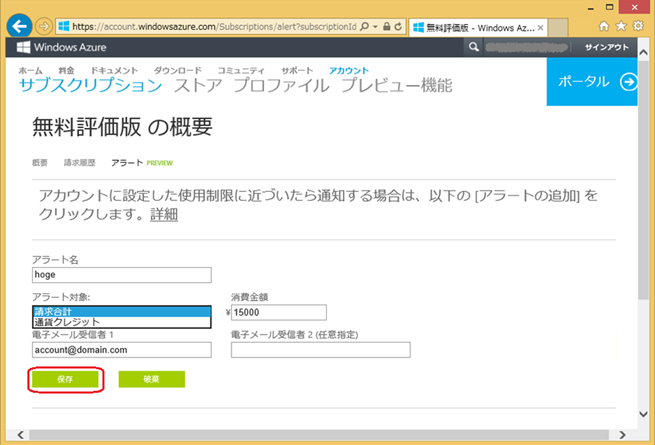 https://account.windowsazure.com/Subscriptions/alert?subscriptionId
無料評価版 - Windows Az...
Windows Azure
サインアウト
ホーム 料金 ドキュメント ダウンロード コミュニティ サポート アカウント
サブスクリプション ストア プロファイル プレビュー機能
ポータル
無料評価版 の概要
概要 請求履歴 アラート PREVIEW
アカウントに設定した使用制限に近づいたら通知する場合は、以下の [アラートの追加] を
クリックします。詳細
アラート名
hoge
アラート対象: 消費金額
請求合計 ¥ 15000
通貨クレジット
電子メール受信者 1 電子メール受信者 2 (任意指定)
account@domain.com
保存 破棄